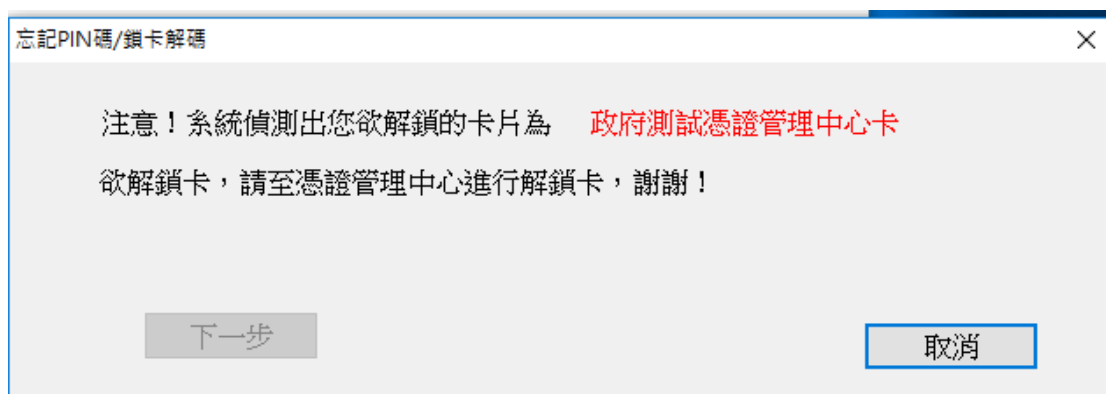 忘記PIN碼/鎖卡解碼
注意！系統偵測出您欲解鎖的卡片為 政府測試憑證管理中心卡
欲解鎖卡，請至憑證管理中心進行解鎖卡，謝謝！
下一步
取消